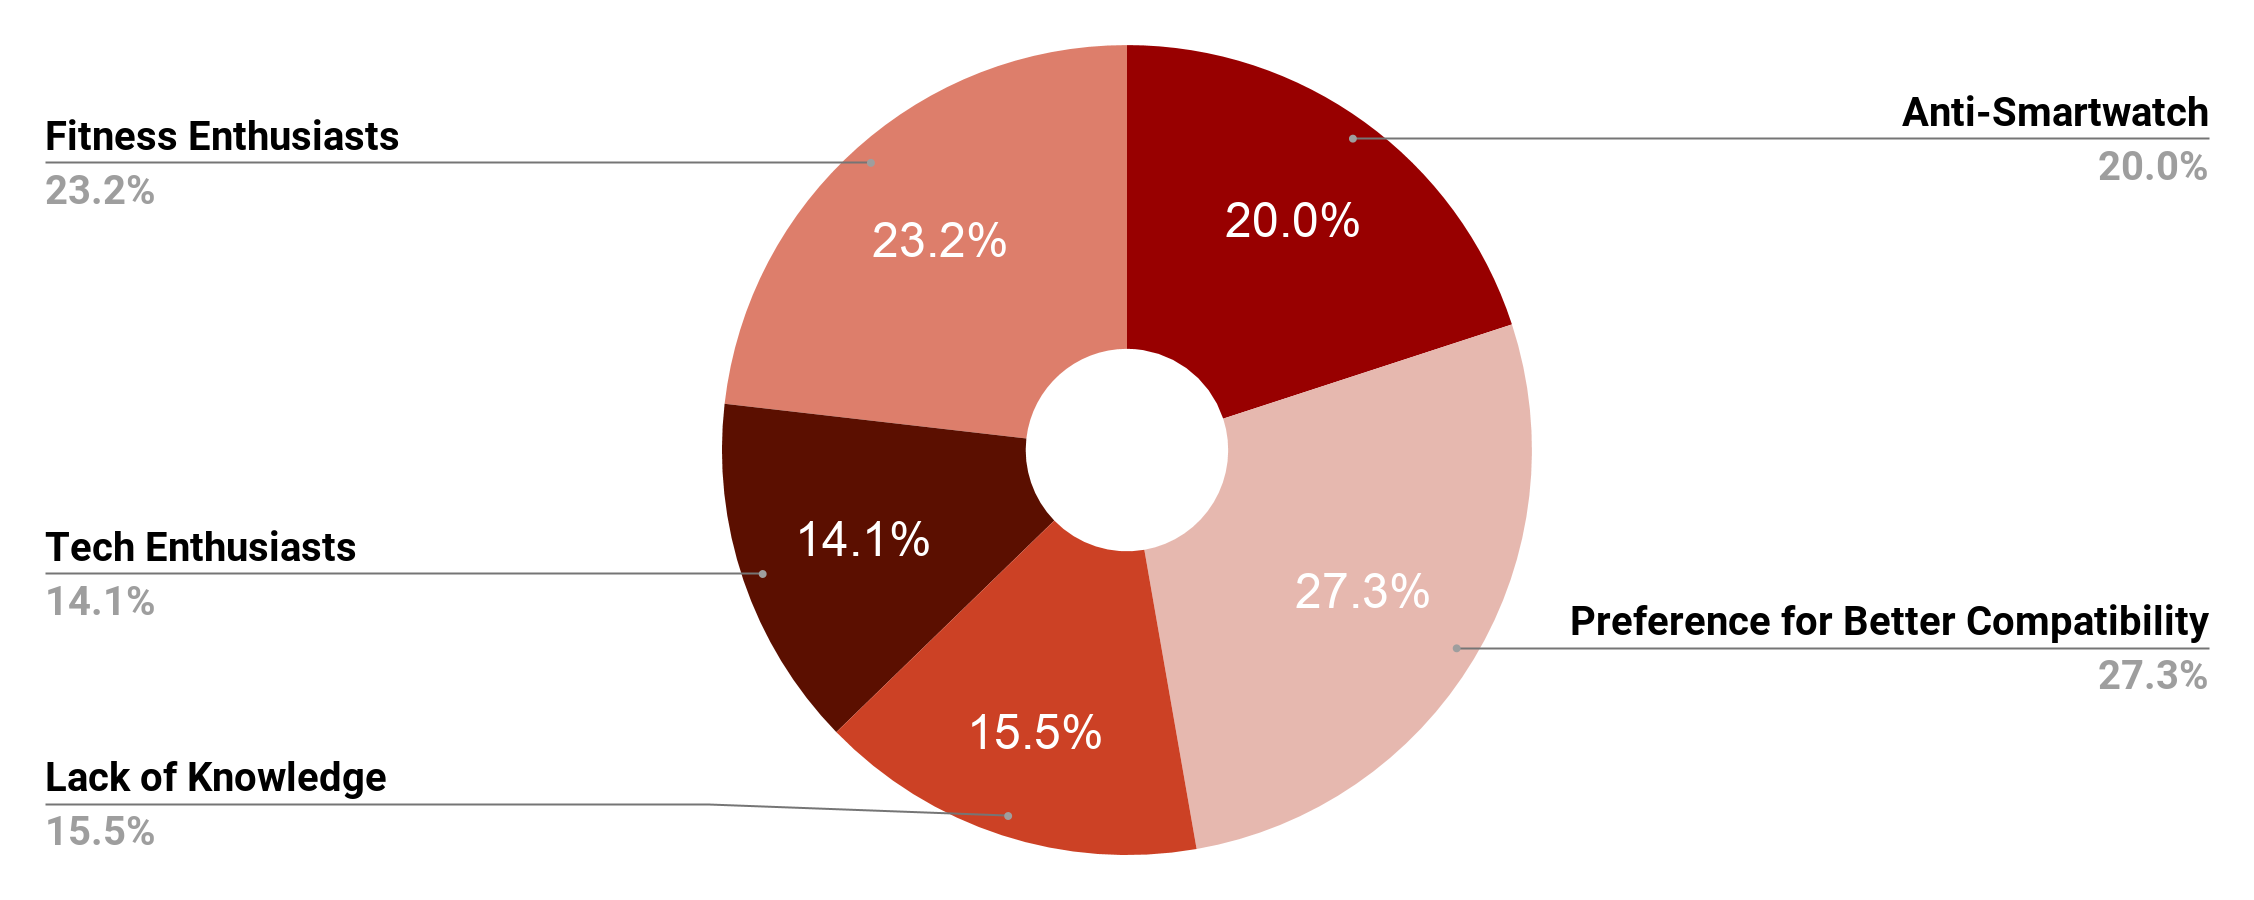 Fitness Enthusiasts
23.2%
Tech Enthusiasts
14.1%
Lack of Knowledge
15.5%
23.2%
20.0%
14.1%
27.3%
15.5%
Anti-Smartwatch
20.0%
Preference for Better Compatibility
27.3%